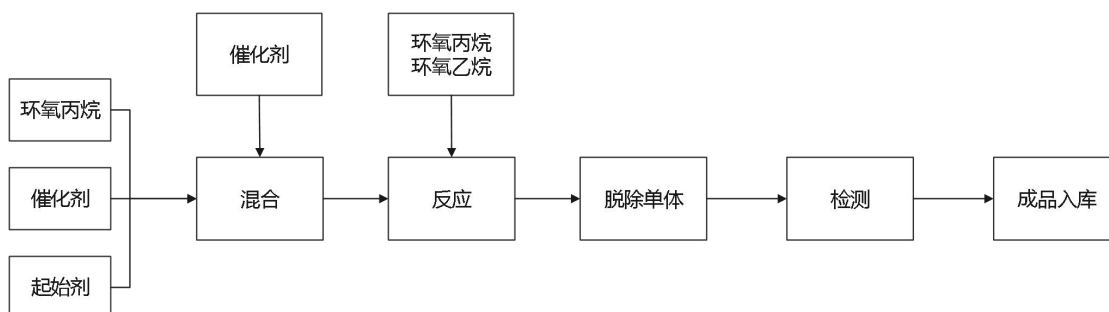 催化剂
环氧丙烷
环氧乙烷
环氧丙烷
催化剂
起始剂
混合
反应
脱除单体
检测
成品入库